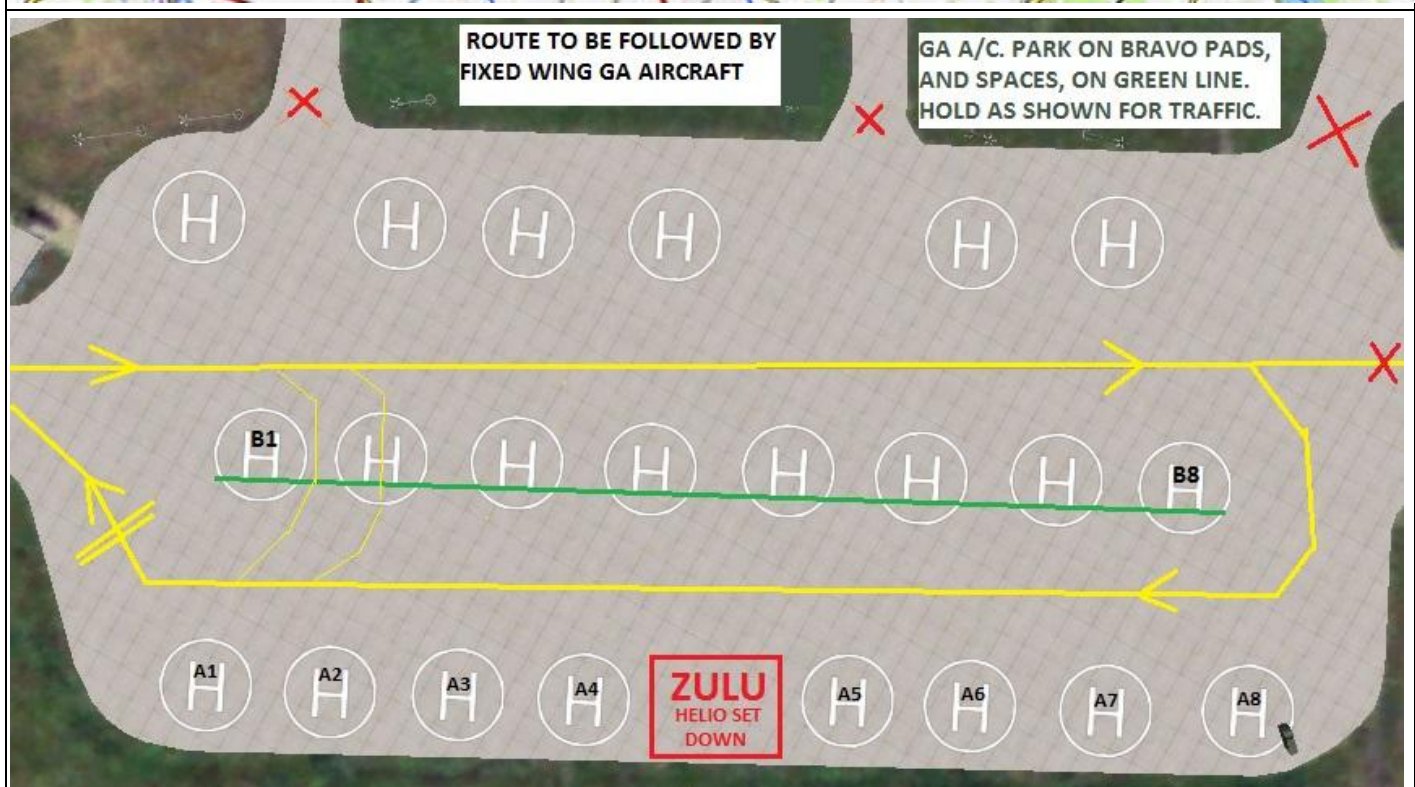 ROUTE TO BE FOLLOWED BY
FIXED WING GA AIRCRAFT
GA A/C. PARK ON BRAVO PADS,
AND SPACES, ON GREEN LINE.
HOLD AS SHOWN FOR TRAFFIC.
H H H H H H
B1 H H H H H H H B8 H
A1 H A2 H A3 H A4 H
ZULU
HELIO SET
DOWN
A5 H A6 H A7 H A8 H